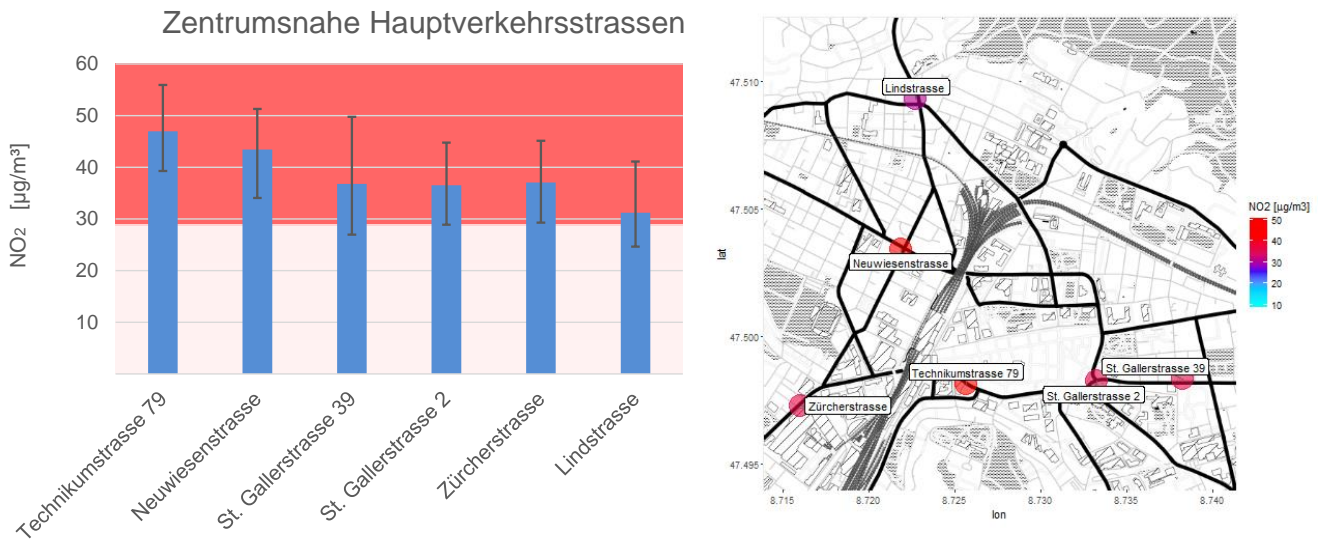 Zentrumsnahe Hauptverkehrsstrassen
NO2 [µg/m³]
60
50
40
30
20
10
Technikumstrasse 79
Neuwiesenstrasse
St. Gallerstrasse 39
St. Gallerstrasse 2
Zürcherstrasse
Lindstrasse
lat
47.510
47.505
47.500
47.495
Lindstrasse
Neuwiesenstrasse
Technikumstrasse 79
St. Gallerstrasse 39
St. Gallerstrasse 2
Zürcherstrasse
8.715
8.720
8.725
8.730
8.735
8.740
lon
NO2 [µg/m3]
50
40
30
20
10